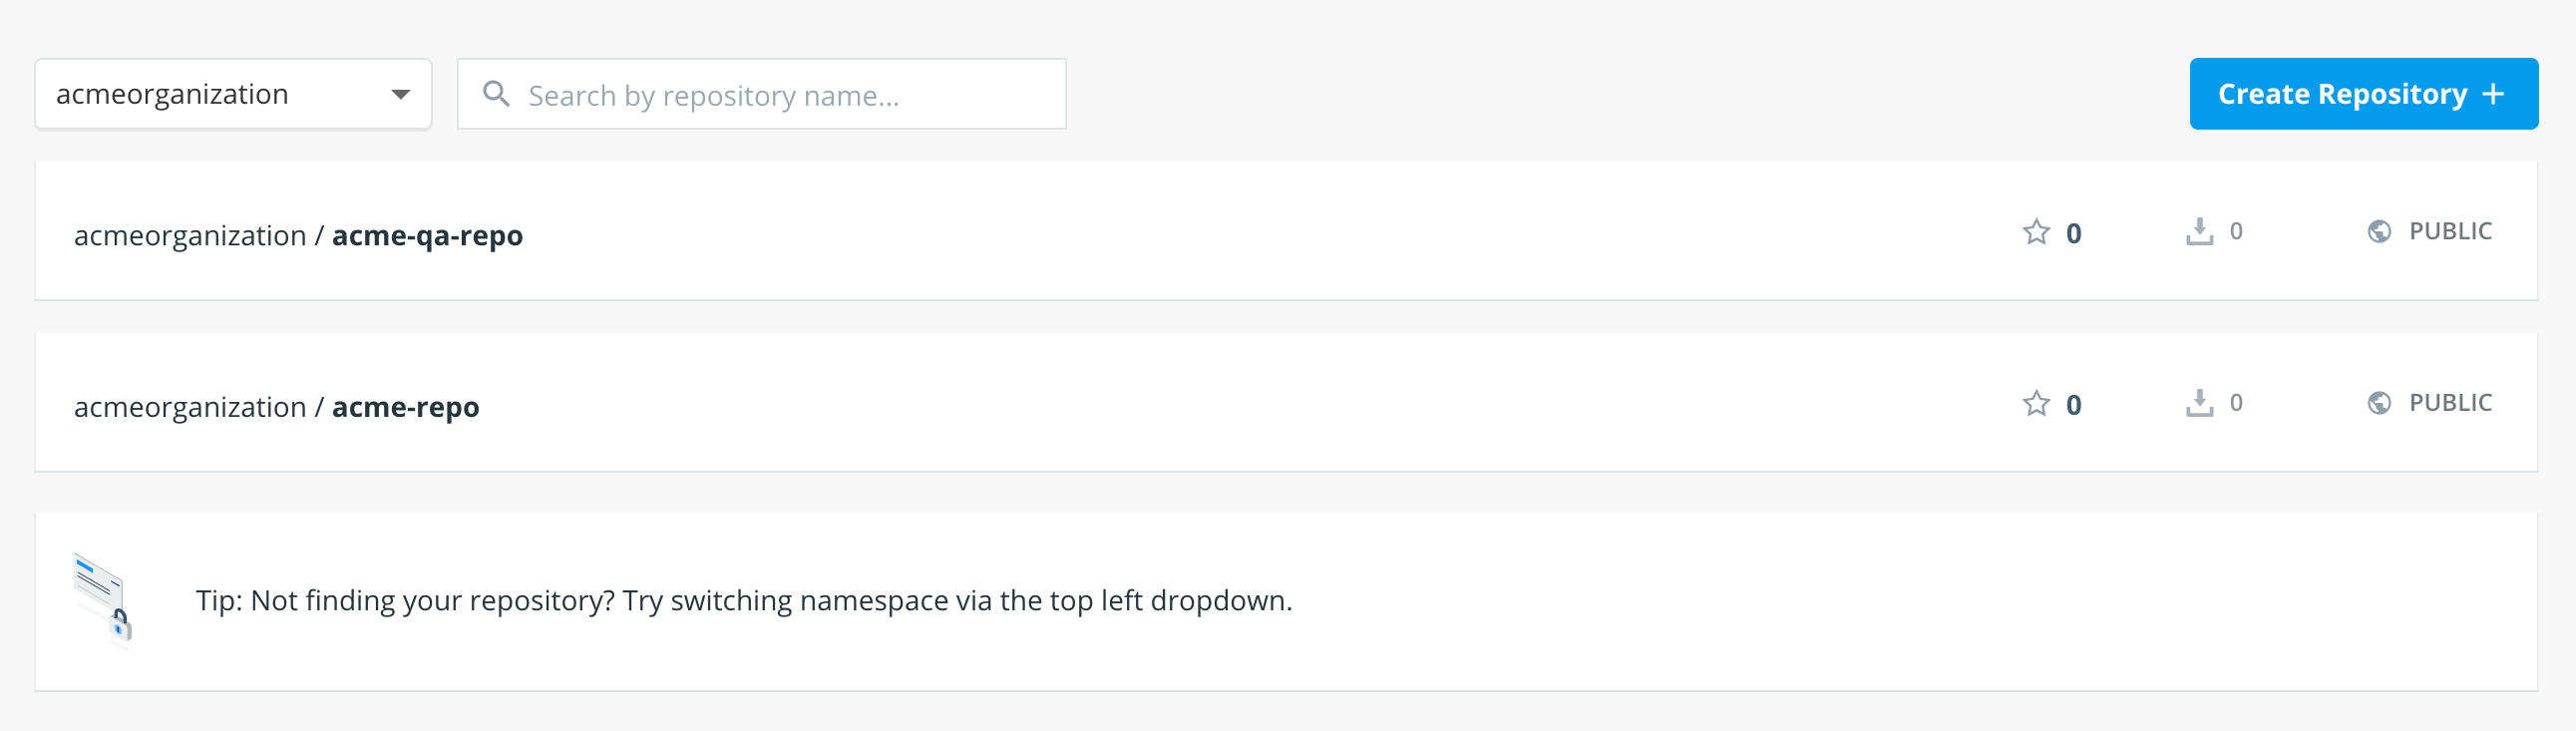 acmeorganization
Search by repository name...
Create Repository +
acmeorganization / acme-qa-repo
0
0
PUBLIC
acmeorganization / acme-repo
0
0
PUBLIC
Tip: Not finding your repository? Try switching namespace via the top left dropdown.